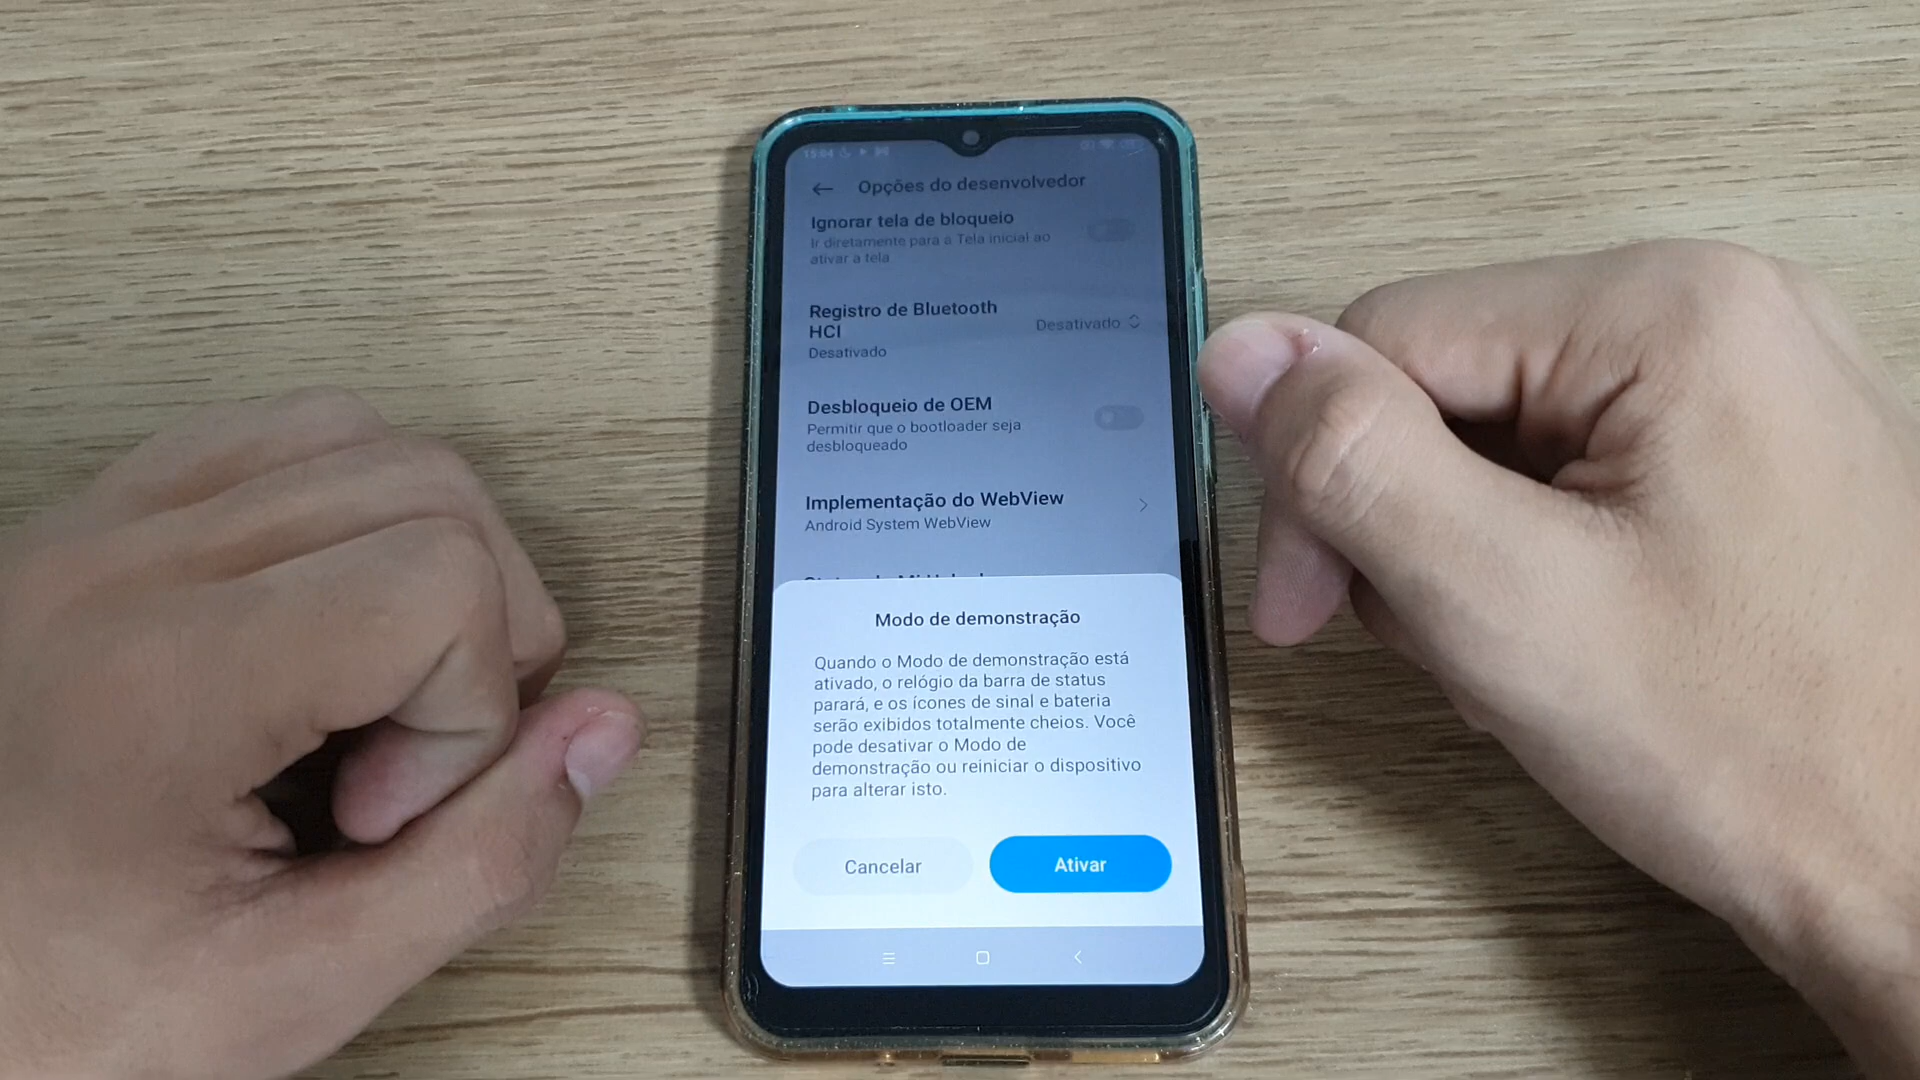 15:04
Opções do desenvolvedor
Ignorar tela de bloqueio
Ir diretamente para a Tela inicial ao
ativar a tela
Registro de Bluetooth
HCI
Desativado
Desativado
Desbloqueio de OEM
Permitir que o bootloader seja
desbloqueado
Implementação do WebView
Android System WebView
Modo de demonstração
Quando o Modo de demonstração está
ativado, o relógio da barra de status
parará, e os ícones de sinal e bateria
serão exibidos totalmente cheios. Você
pode desativar o Modo de
demonstração ou reiniciar o dispositivo
para alterar isto.
Cancelar
Ativar